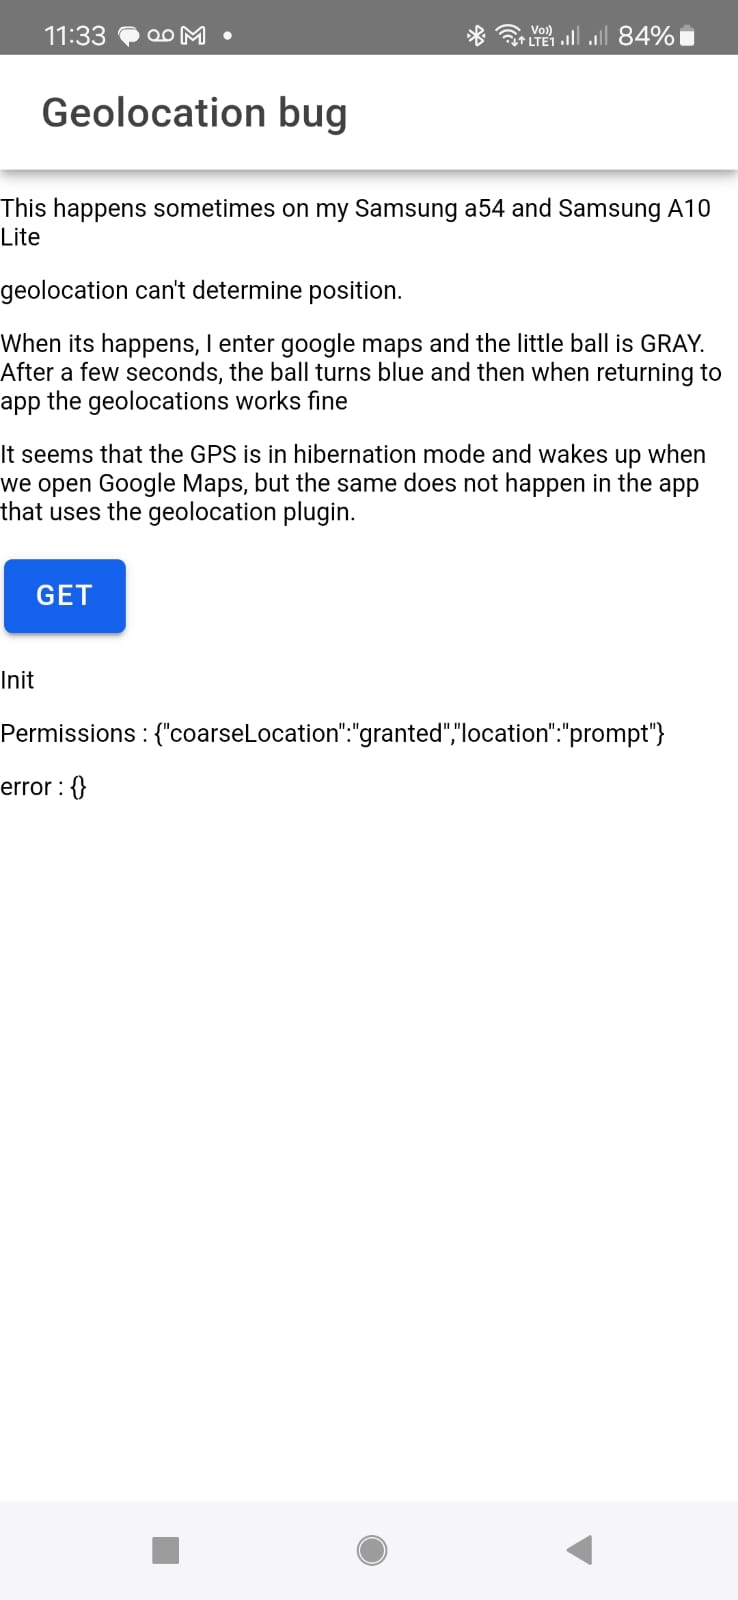 11:33
Vo))
LTE1
84%
Geolocation bug
This happens sometimes on my Samsung a54 and Samsung A10
Lite
geolocation can't determine position.
When its happens, I enter google maps and the little ball is GRAY.
After a few seconds, the ball turns blue and then when returning to
app the geolocations works fine
It seems that the GPS is in hibernation mode and wakes up when
we open Google Maps, but the same does not happen in the app
that uses the geolocation plugin.
GET
Init
Permissions : {"coarseLocation":"granted","location":"prompt"}
error : {}